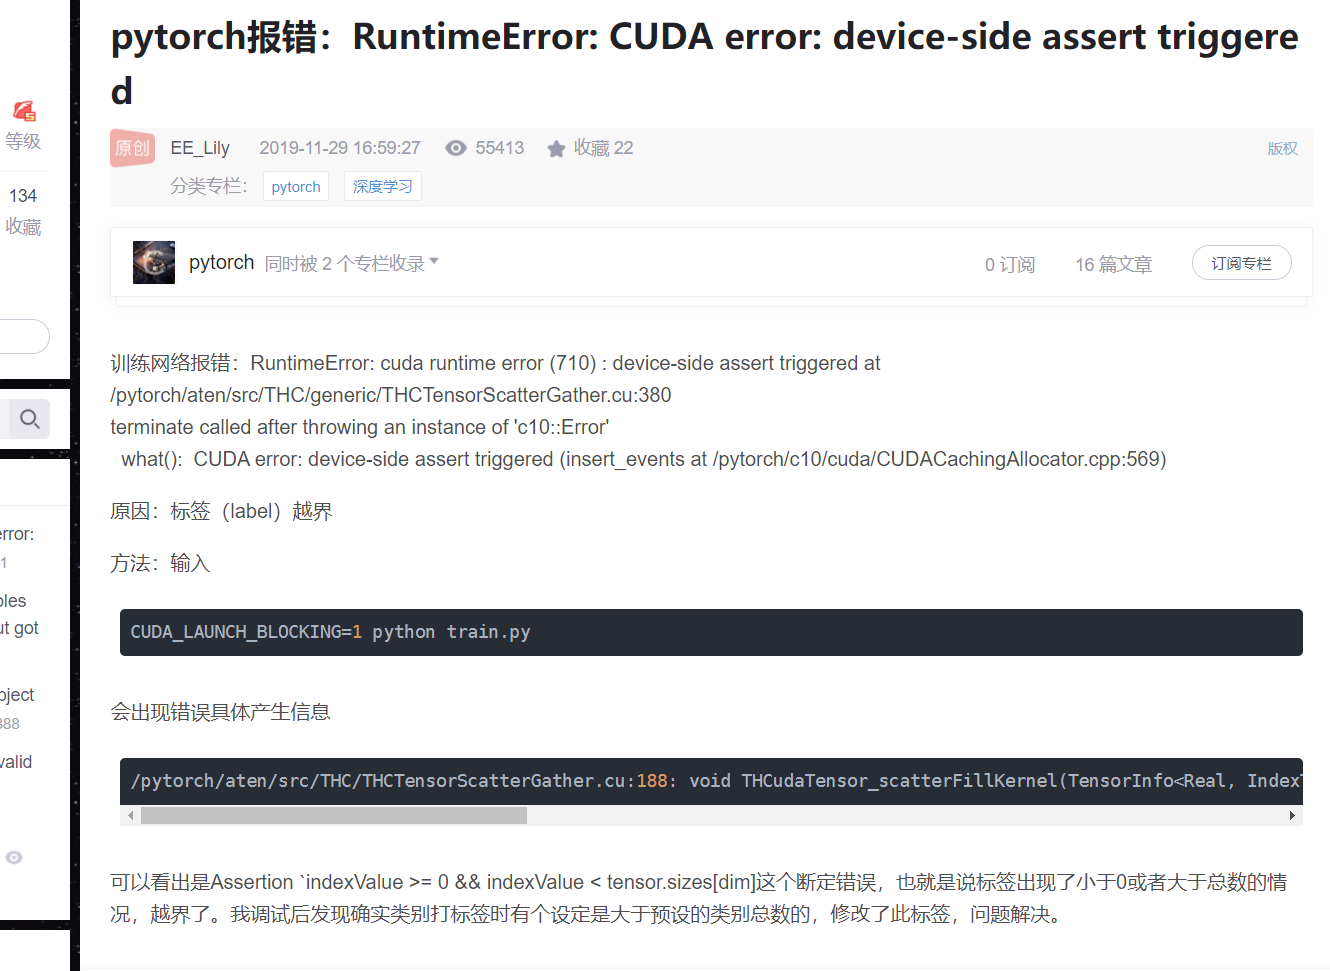 pytorch报错：RuntimeError: CUDA error: device-side assert triggere
d
原创 EE_Lily 2019-11-29 16:59:27 55413 收藏 22 版权
分类专栏： pytorch 深度学习
等级
134
收藏
pytorch 同时被 2 个专栏收录 0 订阅 16 篇文章 订阅专栏
训练网络报错：RuntimeError: cuda runtime error (710) : device-side assert triggered at
/pytorch/aten/src/THC/generic/THCTensorScatterGather.cu:380
terminate called after throwing an instance of 'c10::Error'
what():  CUDA error: device-side assert triggered (insert_events at /pytorch/c10/cuda/CUDACachingAllocator.cpp:569)
原因：标签（label）越界
方法：输入
CUDA_LAUNCH_BLOCKING=1 python train.py
会出现错误具体产生信息
/pytorch/aten/src/THC/THCTensorScatterGather.cu:188: void THCudaTensor_scatterFillKernel(TensorInfo<Real, Index
可以看出是Assertion `indexValue >= 0 && indexValue < tensor.sizes[dim]这个断定错误，也就是说标签出现了小于0或者大于总数的情
况，越界了。我调试后发现确实类别打标签时有个设定是大于预设的类别总数的，修改了此标签，问题解决。
rror:
1
ut got
388